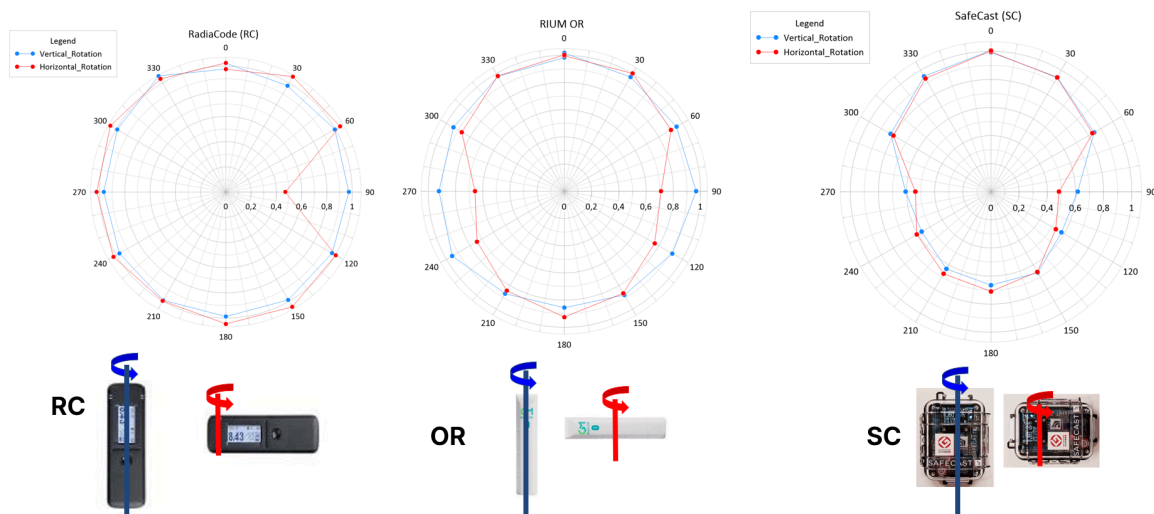 RadiaCode (RC)
Legend
Vertical_Rotation
Horizontal_Rotation
0
30
60
90
120
150
180
210
240
270
300
330
0 0,2 0,4 0,6 0,8 1
RIUM OR
Legend
Vertical_Rotation
Horizontal_Rotation
0
30
60
90
120
150
180
210
240
270
300
330
0 0,2 0,4 0,6 0,8 1
SafeCast (SC)
Legend
Vertical_Rotation
Horizontal_Rotation
0
30
60
90
120
150
180
210
240
270
300
330
0 0,2 0,4 0,6 0,8 1
RC
8.43
OR
SC
SAFECAST
SAFECAST